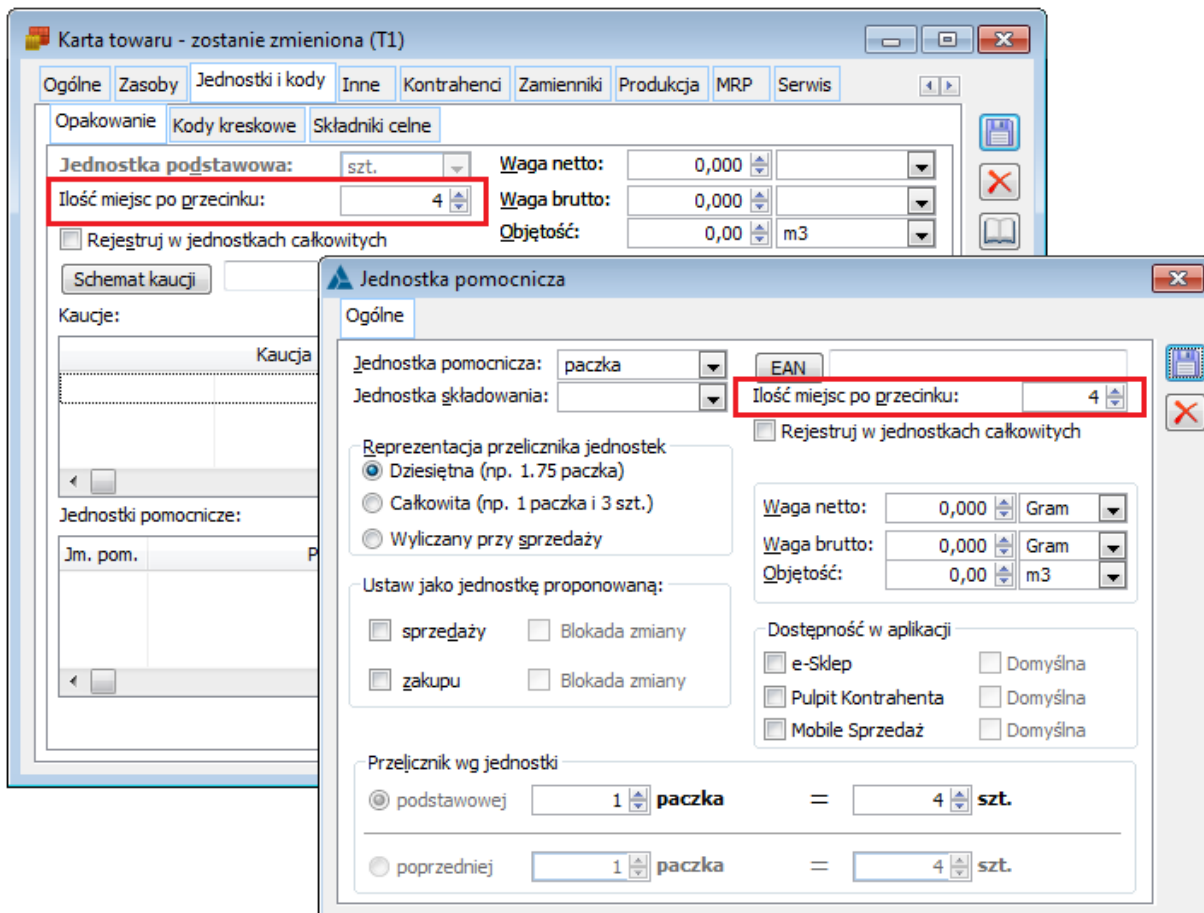 Karta towaru - zostanie zmieniona (T1)
Ogólne Zasoby Jednostki i kody Inne Kontrahenci Zamienniki Produkcja MRP Serwis
Opakowanie Kody kreskowe Składniki celne
Jednostka podstawowa: szt. Waga netto: 0,000
Ilość miejsc po przecinku: 4 Waga brutto: 0,000
Rejestruj w jednostkach całkowitych Objętość: 0,00 m3
Schemat kaucji
Kaucje:
Kaucja
Jednostki pomocnicze:
Jm. pom. P
Jednostka pomocnicza
Ogólne
Jednostka pomocnicza: paczka EAN
Jednostka składowania: Ilość miejsc po przecinku: 4
Rejestruj w jednostkach całkowitych
Reprezentacja przelicznika jednostek
Dziesiętna (np. 1.75 paczka)
Całkowita (np. 1 paczka i 3 szt.)
Wyliczany przy sprzedaży
Waga netto: 0,000 Gram
Waga brutto: 0,000 Gram
Objętość: 0,00 m3
Ustaw jako jednostkę proponowaną:
sprzedaży Blokada zmiany
zakupu Blokada zmiany
Dostępność w aplikacji
e-Sklep Domyślna
Pulpit Kontrahenta Domyślna
Mobile Sprzedaż Domyślna
Przelicznik wg jednostki
podstawowej 1 paczka = 4 szt.
poprzedniej 1 paczka = 4 szt.